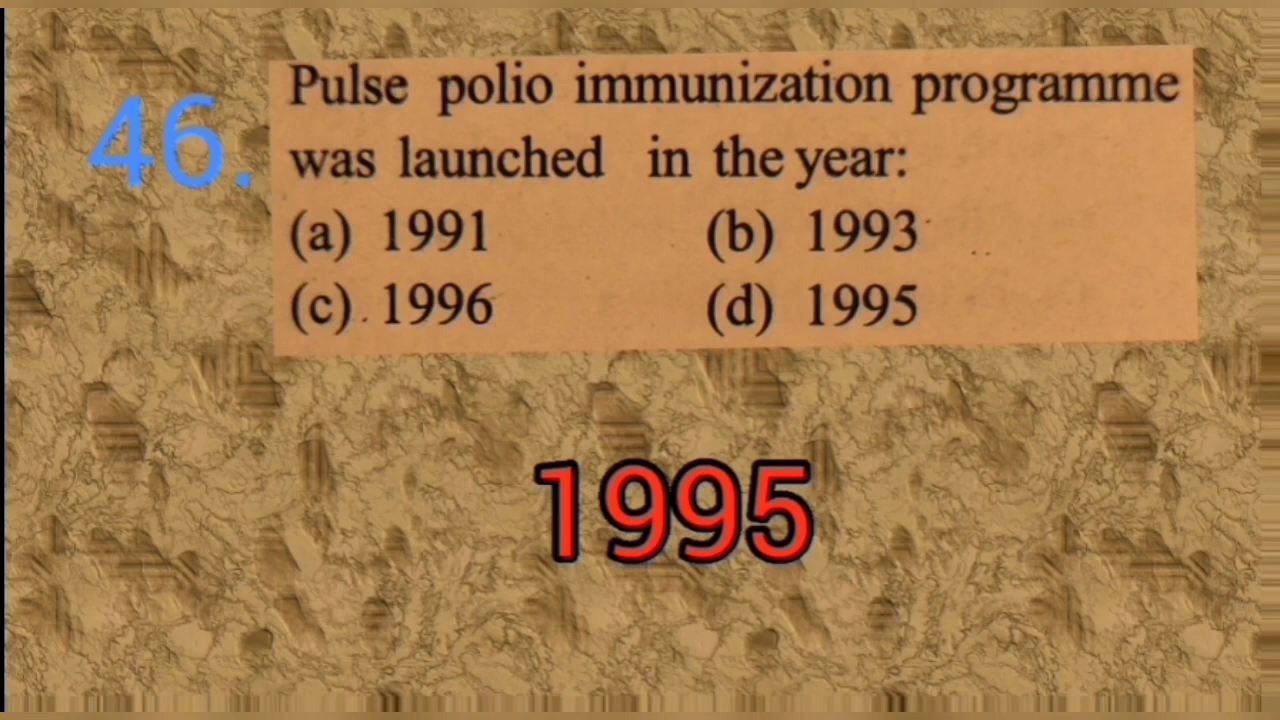 46. Pulse polio immunization programme
was launched in the year:
(a) 1991 (b) 1993
(c) 1996 (d) 1995
1995